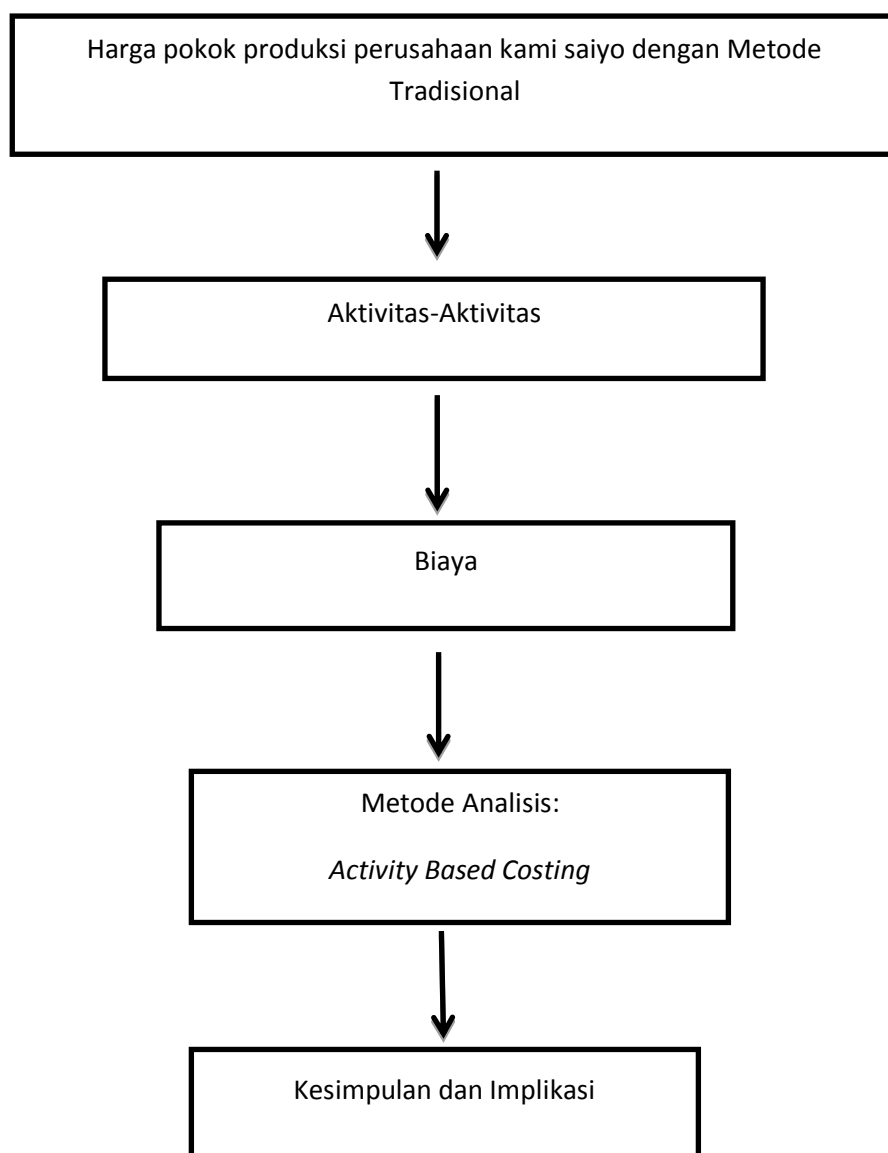 Harga pokok produksi perusahaan kami saiyo dengan Metode
Tradisional
Aktivitas-Aktivitas
Biaya
Metode Analisis:
Activity Based Costing
Kesimpulan dan Implikasi